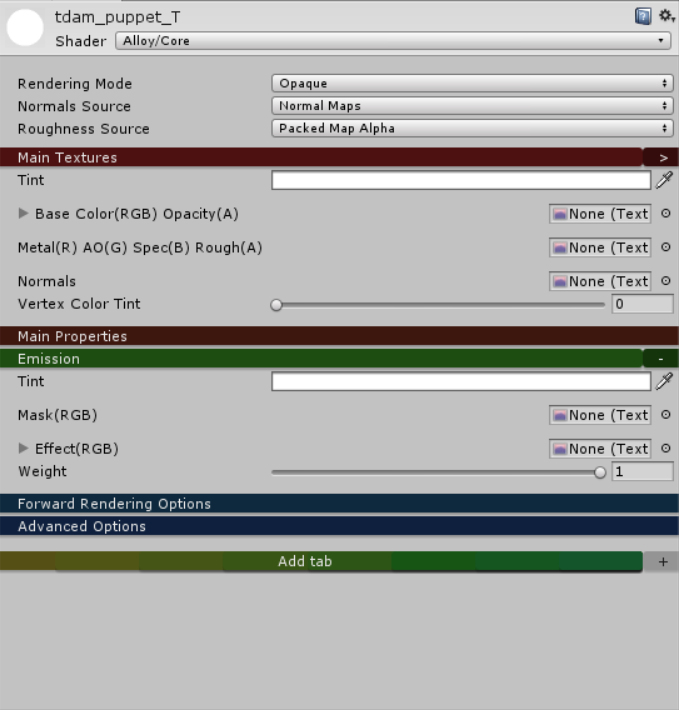 tdam_puppet_T
Shader Alloy/Core
Rendering Mode Opaque
Normals Source Normal Maps
Roughness Source Packed Map Alpha
Main Textures >
Tint
Base Color(RGB) Opacity(A) None (Text
Metal(R) AO(G) Spec(B) Rough(A) None (Text
Normals None (Text
Vertex Color Tint 0
Main Properties
Emission -
Tint
Mask(RGB) None (Text
Effect(RGB) None (Text
Weight 1
Forward Rendering Options
Advanced Options
Add tab +